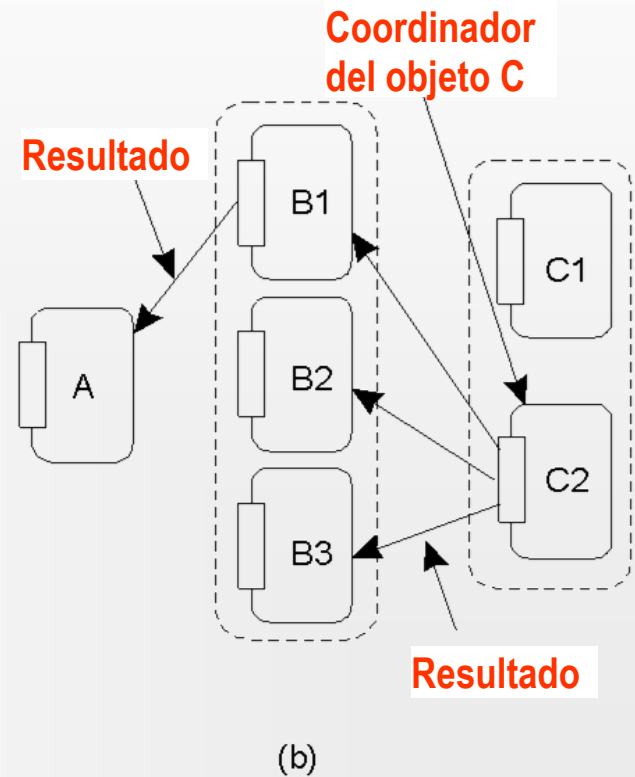 Coordinador
del objeto C
Resultado
B1
C1
A
B2
C2
B3
Resultado
(b)